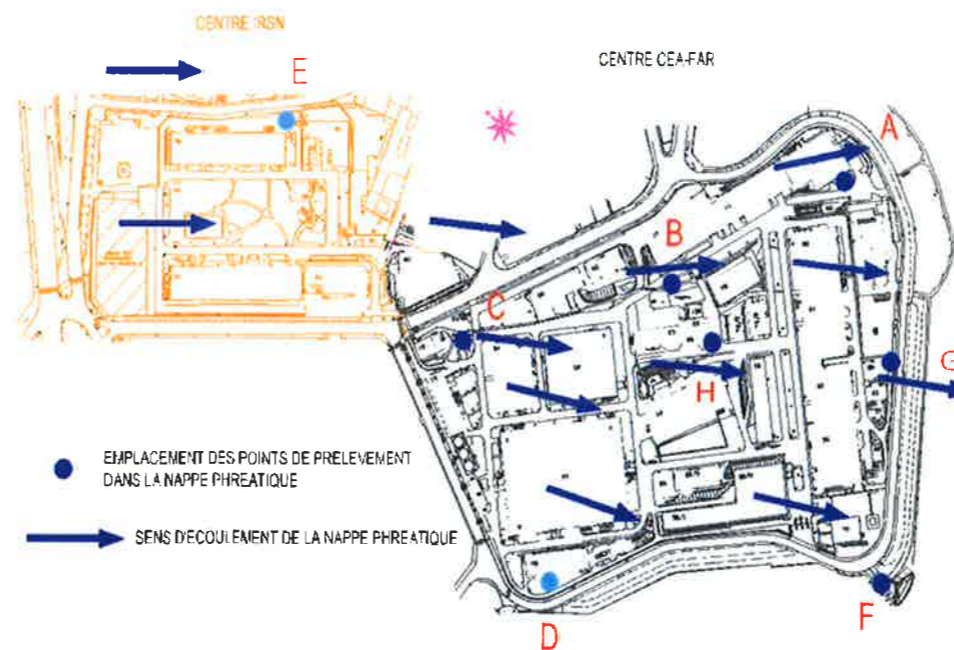 CENTRE IRSN
E
CENTRE CEA-FAR
A
B
C
G
H
EMPLACEMENT DES POINTS DE PRELEVEMENT
DANS LA NAPPE PHREATIQUE
SENS D'ECOULEMENT DE LA NAPPE PHREATIQUE
D
F